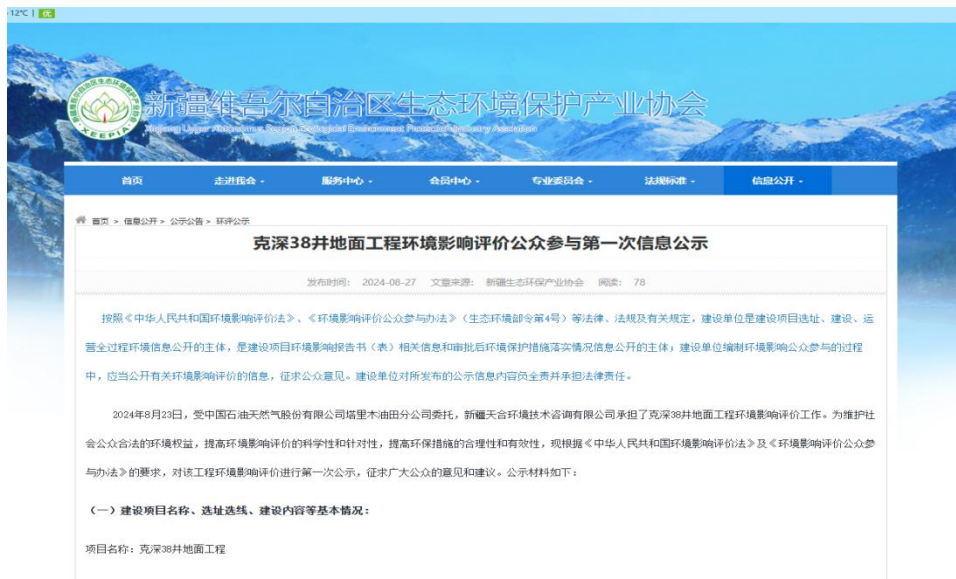 12℃ | 优
新疆维吾尔自治区生态环境保护产业协会
Xinjiang Uygur Autonomous Region Ecological Environment Protection Industry Association
XEEPIA
首页 走进我会 服务中心 会员中心 专业委员会 法规标准 信息公开
首页 > 信息公开 > 公示公告 > 环评公示
克深38井地面工程环境影响评价公众参与第一次信息公示
发布时间: 2024-08-27 文章来源: 新疆生态环保产业协会 阅读: 78
按照《中华人民共和国环境影响评价法》、《环境影响评价公众参与办法》(生态环境部令第4号)等法律、法规及有关规定,建设单位是建设项目选址、建设、运
营全过程环境信息公开的主体,是建设项目环境影响报告书(表)相关信息和审批后环境保护措施落实情况信息公开的主体;建设单位编制环境影响公众参与的过程
中,应当公开有关环境影响评价的信息,征求公众意见。建设单位对所发布的公示信息内容负全责并承担法律责任。
2024年8月23日,受中国石油天然气股份有限公司塔里木油田分公司委托,新疆天合环境技术咨询有限公司承担了克深38井地面工程环境影响评价工作。为维护社
会公众合法的环境权益,提高环境影响评价的科学性和针对性,提高环保措施的合理性和有效性,现根据《中华人民共和国环境影响评价法》及《环境影响评价公众参
与办法》的要求,对该工程环境影响评价进行第一次公示,征求广大公众的意见和建议。公示材料如下:
(一)建设项目名称、选址选线、建设内容等基本情况:
项目名称:克深38井地面工程